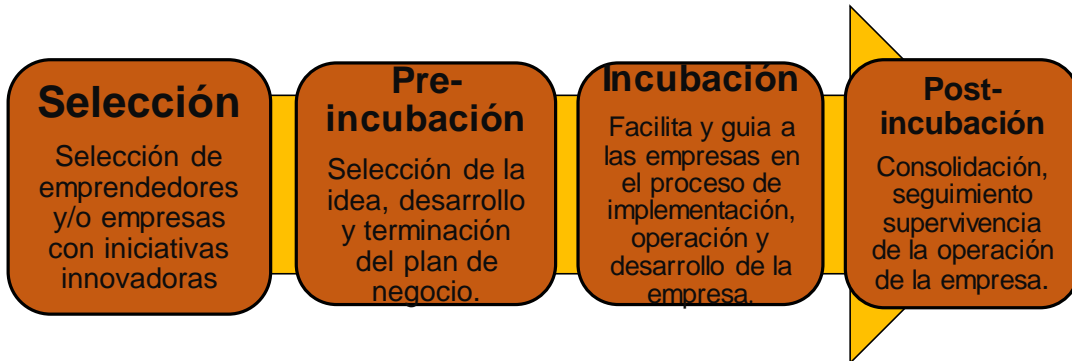 Selección
Selección de
emprendedores
y/o empresas
con iniciativas
innovadoras
Pre-
incubación
Selección de la
idea, desarrollo
y terminación
del plan de
negocio.
Incubación
Facilita y guia a
las empresas en
el proceso de
implementación,
operación y
desarrollo de la
empresa.
Post-
incubación
Consolidación,
seguimiento
supervivencia
de la operación
de la empresa.